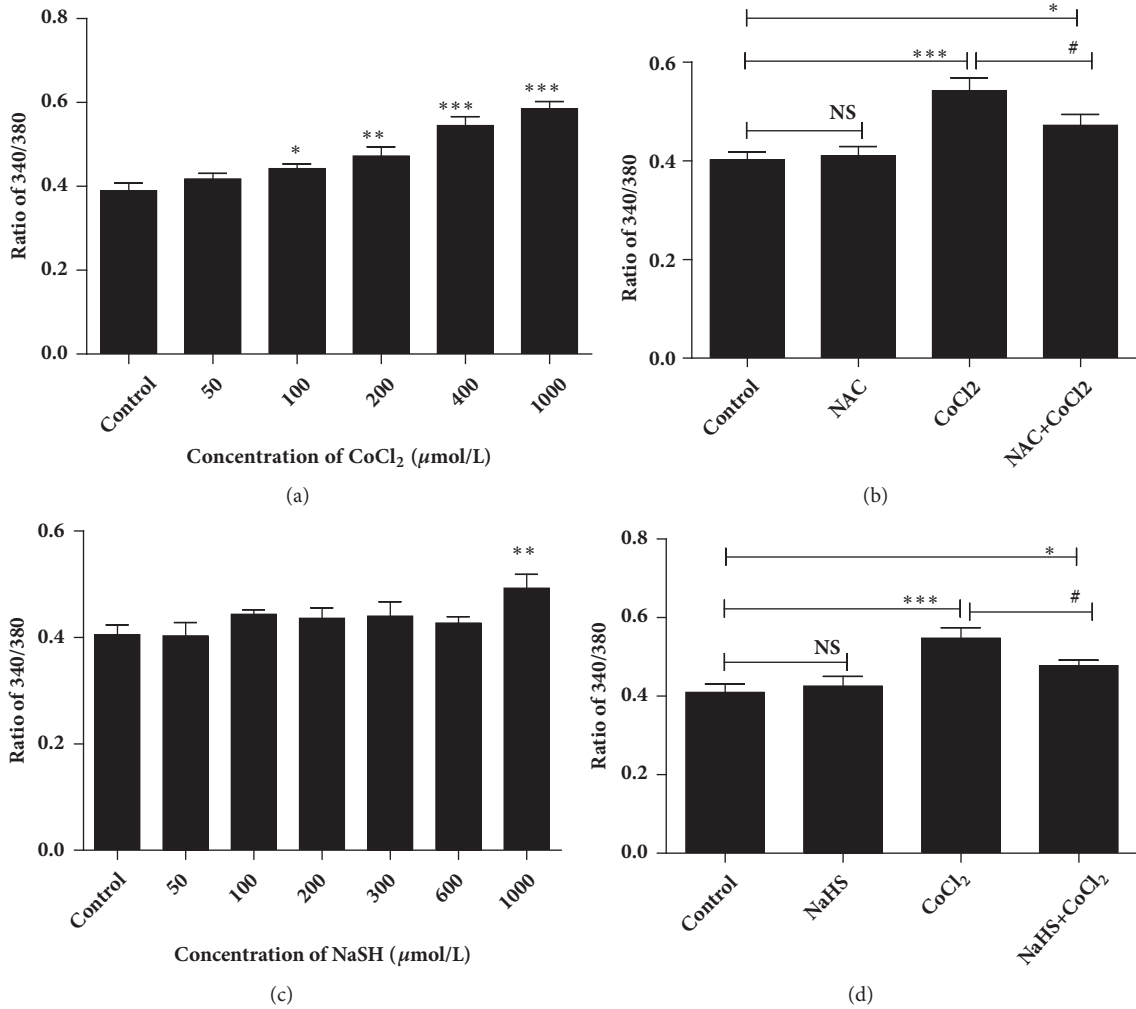 0.8
0.6
0.4
0.2
0.0
Ratio of 340/380
*
**
***
***
Control
50
100
200
400
1000
Concentration of CoCl₂ (μmol/L)
(a)
0.6
0.4
0.2
0.0
Ratio of 340/380
*
***
#
NS
Control
NAC
CoCl2
NAC+CoCl2
(b)
0.6
0.4
0.2
0.0
Ratio of 340/380
**
Control
50
100
200
300
600
1000
Concentration of NaSH (μmol/L)
(c)
0.8
0.6
0.4
0.2
0.0
Ratio of 340/380
*
***
#
NS
Control
NaHS
CoCl₂
NaHS+CoCl₂
(d)